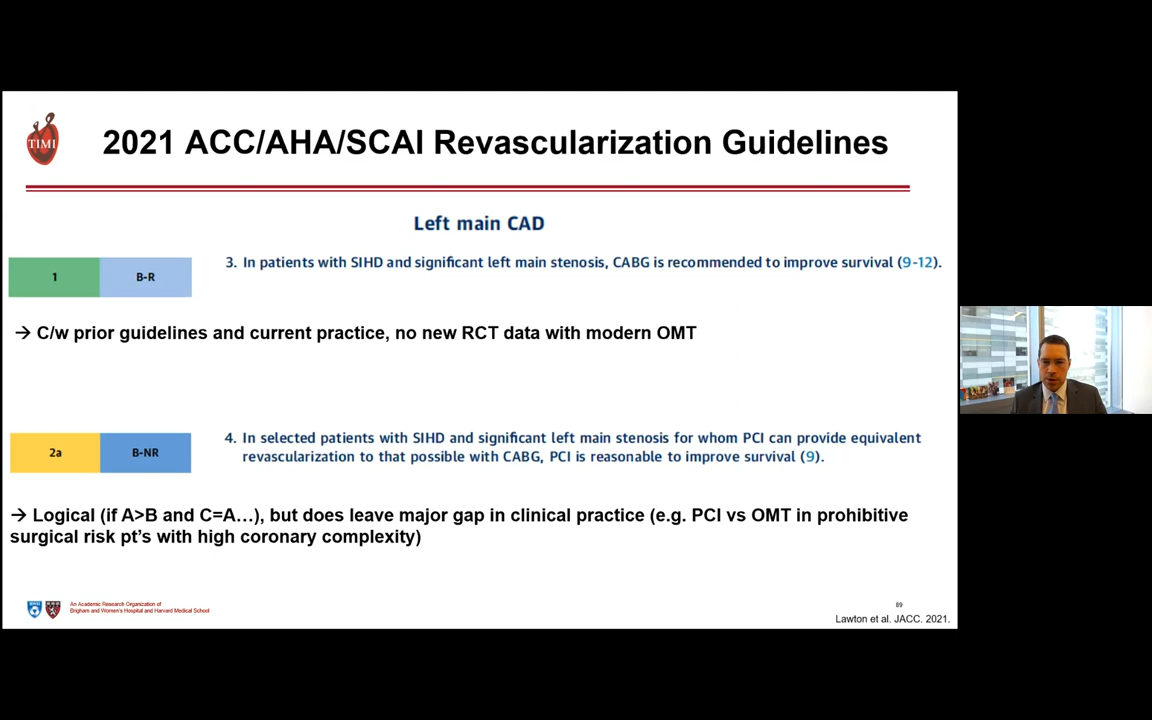 TIMI
2021 ACC/AHA/SCAI Revascularization Guidelines
Left main CAD
1 B-R
3. In patients with SIHD and significant left main stenosis, CABG is recommended to improve survival (9-12).
→ C/w prior guidelines and current practice, no new RCT data with modern OMT
2a B-NR
4. In selected patients with SIHD and significant left main stenosis for whom PCI can provide equivalent
revascularization to that possible with CABG, PCI is reasonable to improve survival (9).
→ Logical (if A>B and C=A…), but does leave major gap in clinical practice (e.g. PCI vs OMT in prohibitive
surgical risk pt’s with high coronary complexity)
An Academic Research Organization of
Brigham and Women's Hospital and Harvard Medical School
89
Lawton et al. JACC. 2021.